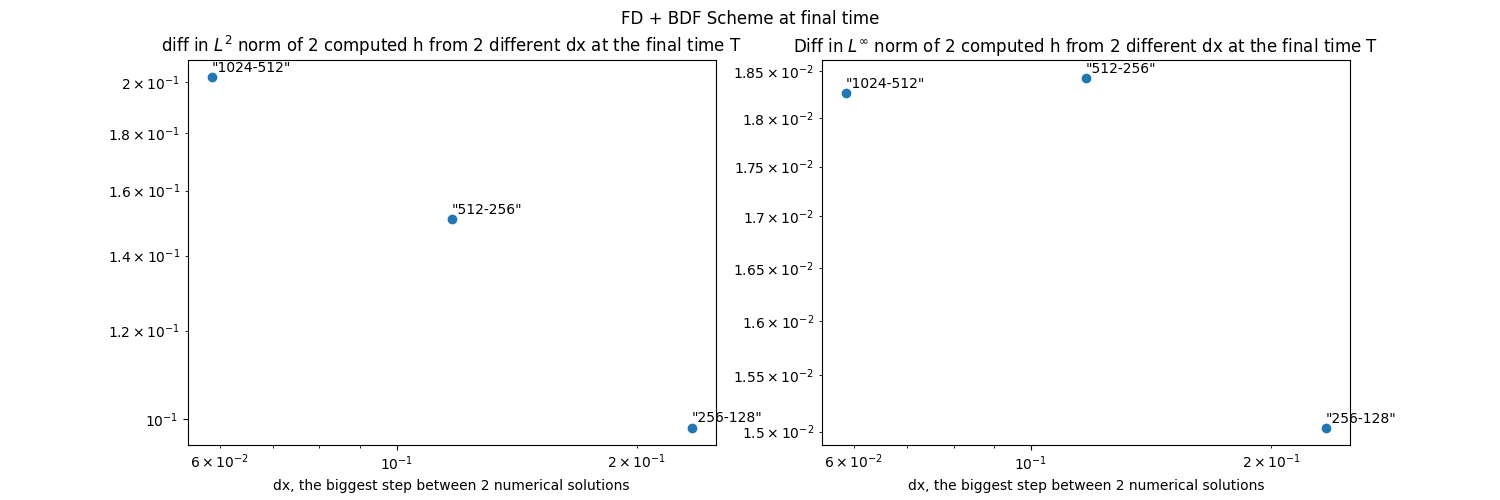 FD + BDF Scheme at final time
diff in $L^2$ norm of 2 computed h from 2 different dx at the final time T
"1024-512"
"512-256"
"256-128"
2 × 10⁻¹
1.8 × 10⁻¹
1.6 × 10⁻¹
1.4 × 10⁻¹
1.2 × 10⁻¹
10⁻¹
6 × 10⁻²
10⁻¹
2 × 10⁻¹
dx, the biggest step between 2 numerical solutions
Diff in $L^\infty$ norm of 2 computed h from 2 different dx at the final time T
"1024-512"
"512-256"
"256-128"
1.85 × 10⁻²
1.8 × 10⁻²
1.75 × 10⁻²
1.7 × 10⁻²
1.65 × 10⁻²
1.6 × 10⁻²
1.55 × 10⁻²
1.5 × 10⁻²
6 × 10⁻²
10⁻¹
2 × 10⁻¹
dx, the biggest step between 2 numerical solutions